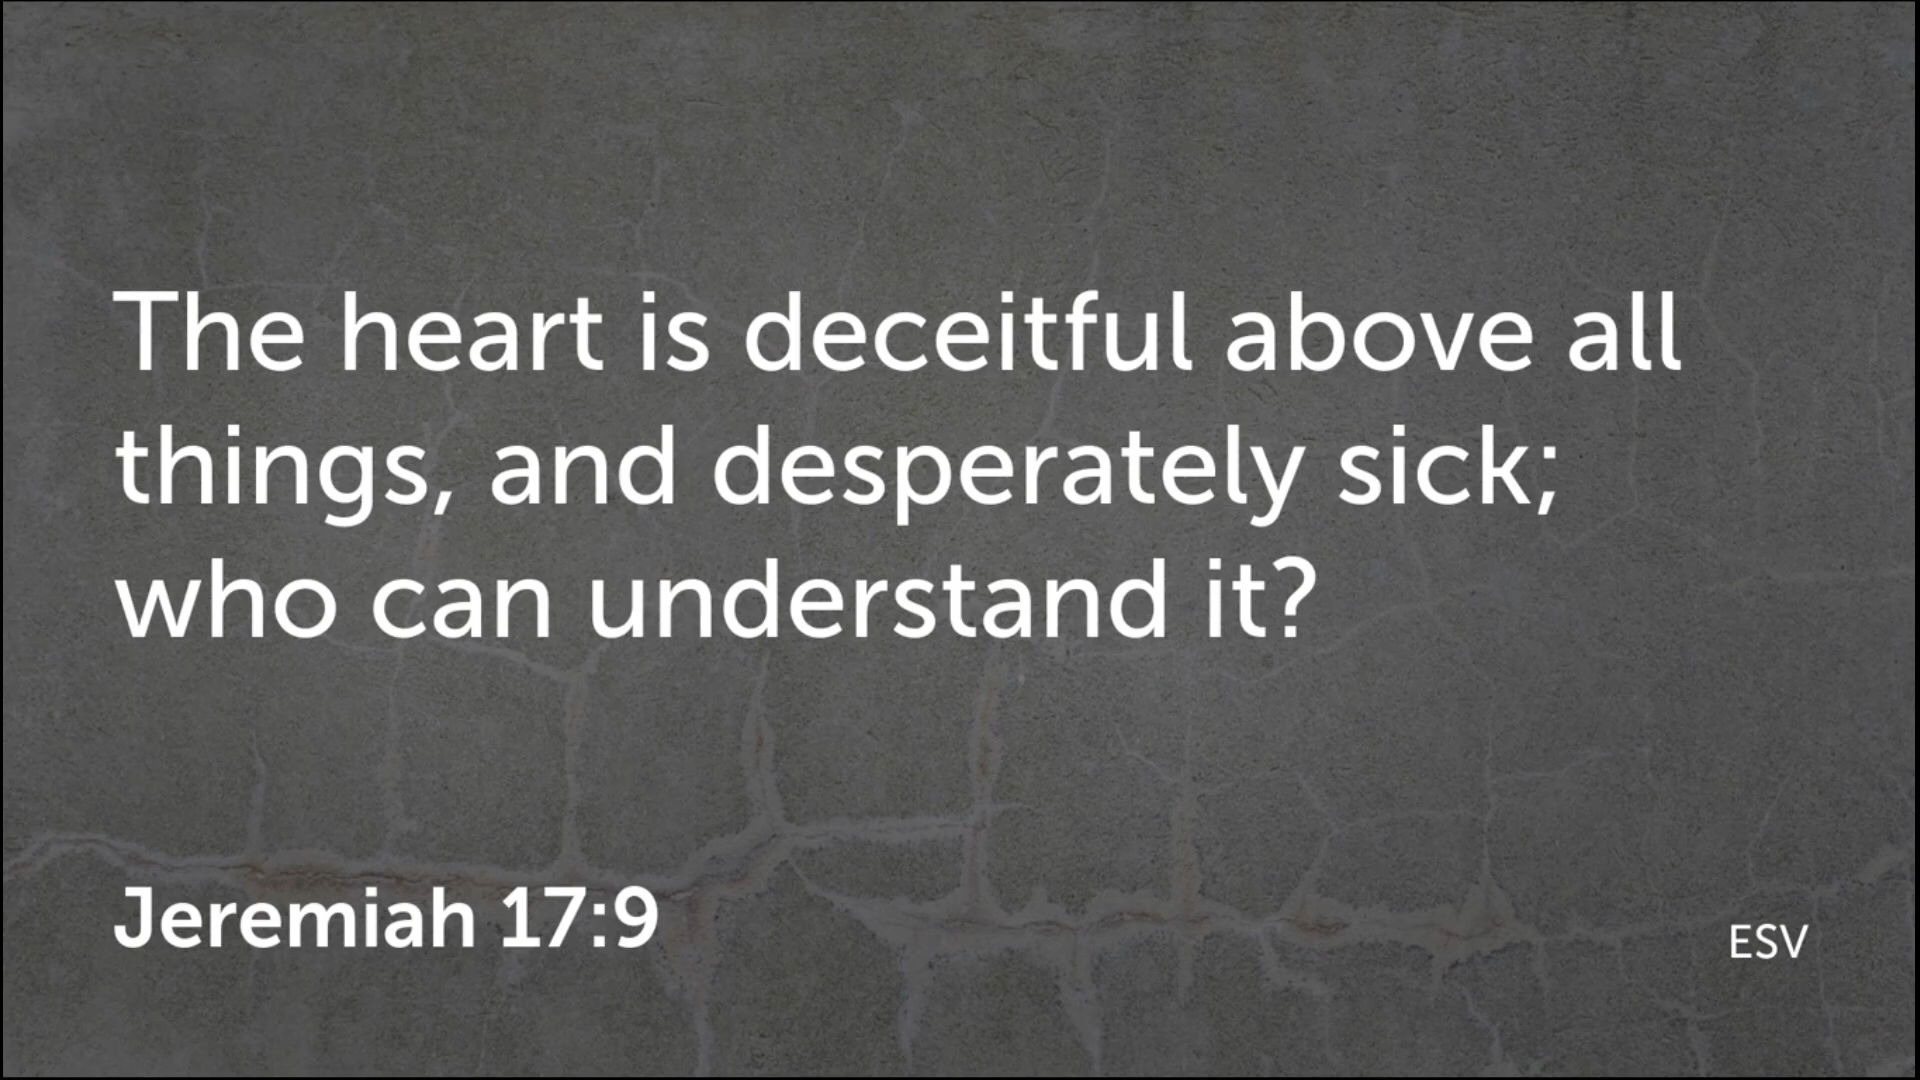 The heart is deceitful above all
things, and desperately sick;
who can understand it?
Jeremiah 17:9
ESV